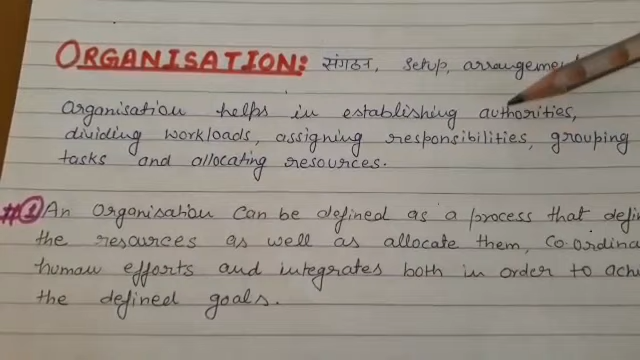 ORGANISATION: संगठन, setup, arrangement
Organisation helps in establishing authorities,
dividing workloads, assigning responsibilities, grouping
tasks and allocating resources.
#① An organisation can be defined as a process that
the resources as well as allocate them,
human efforts and integrates both in order to
the defined goals.